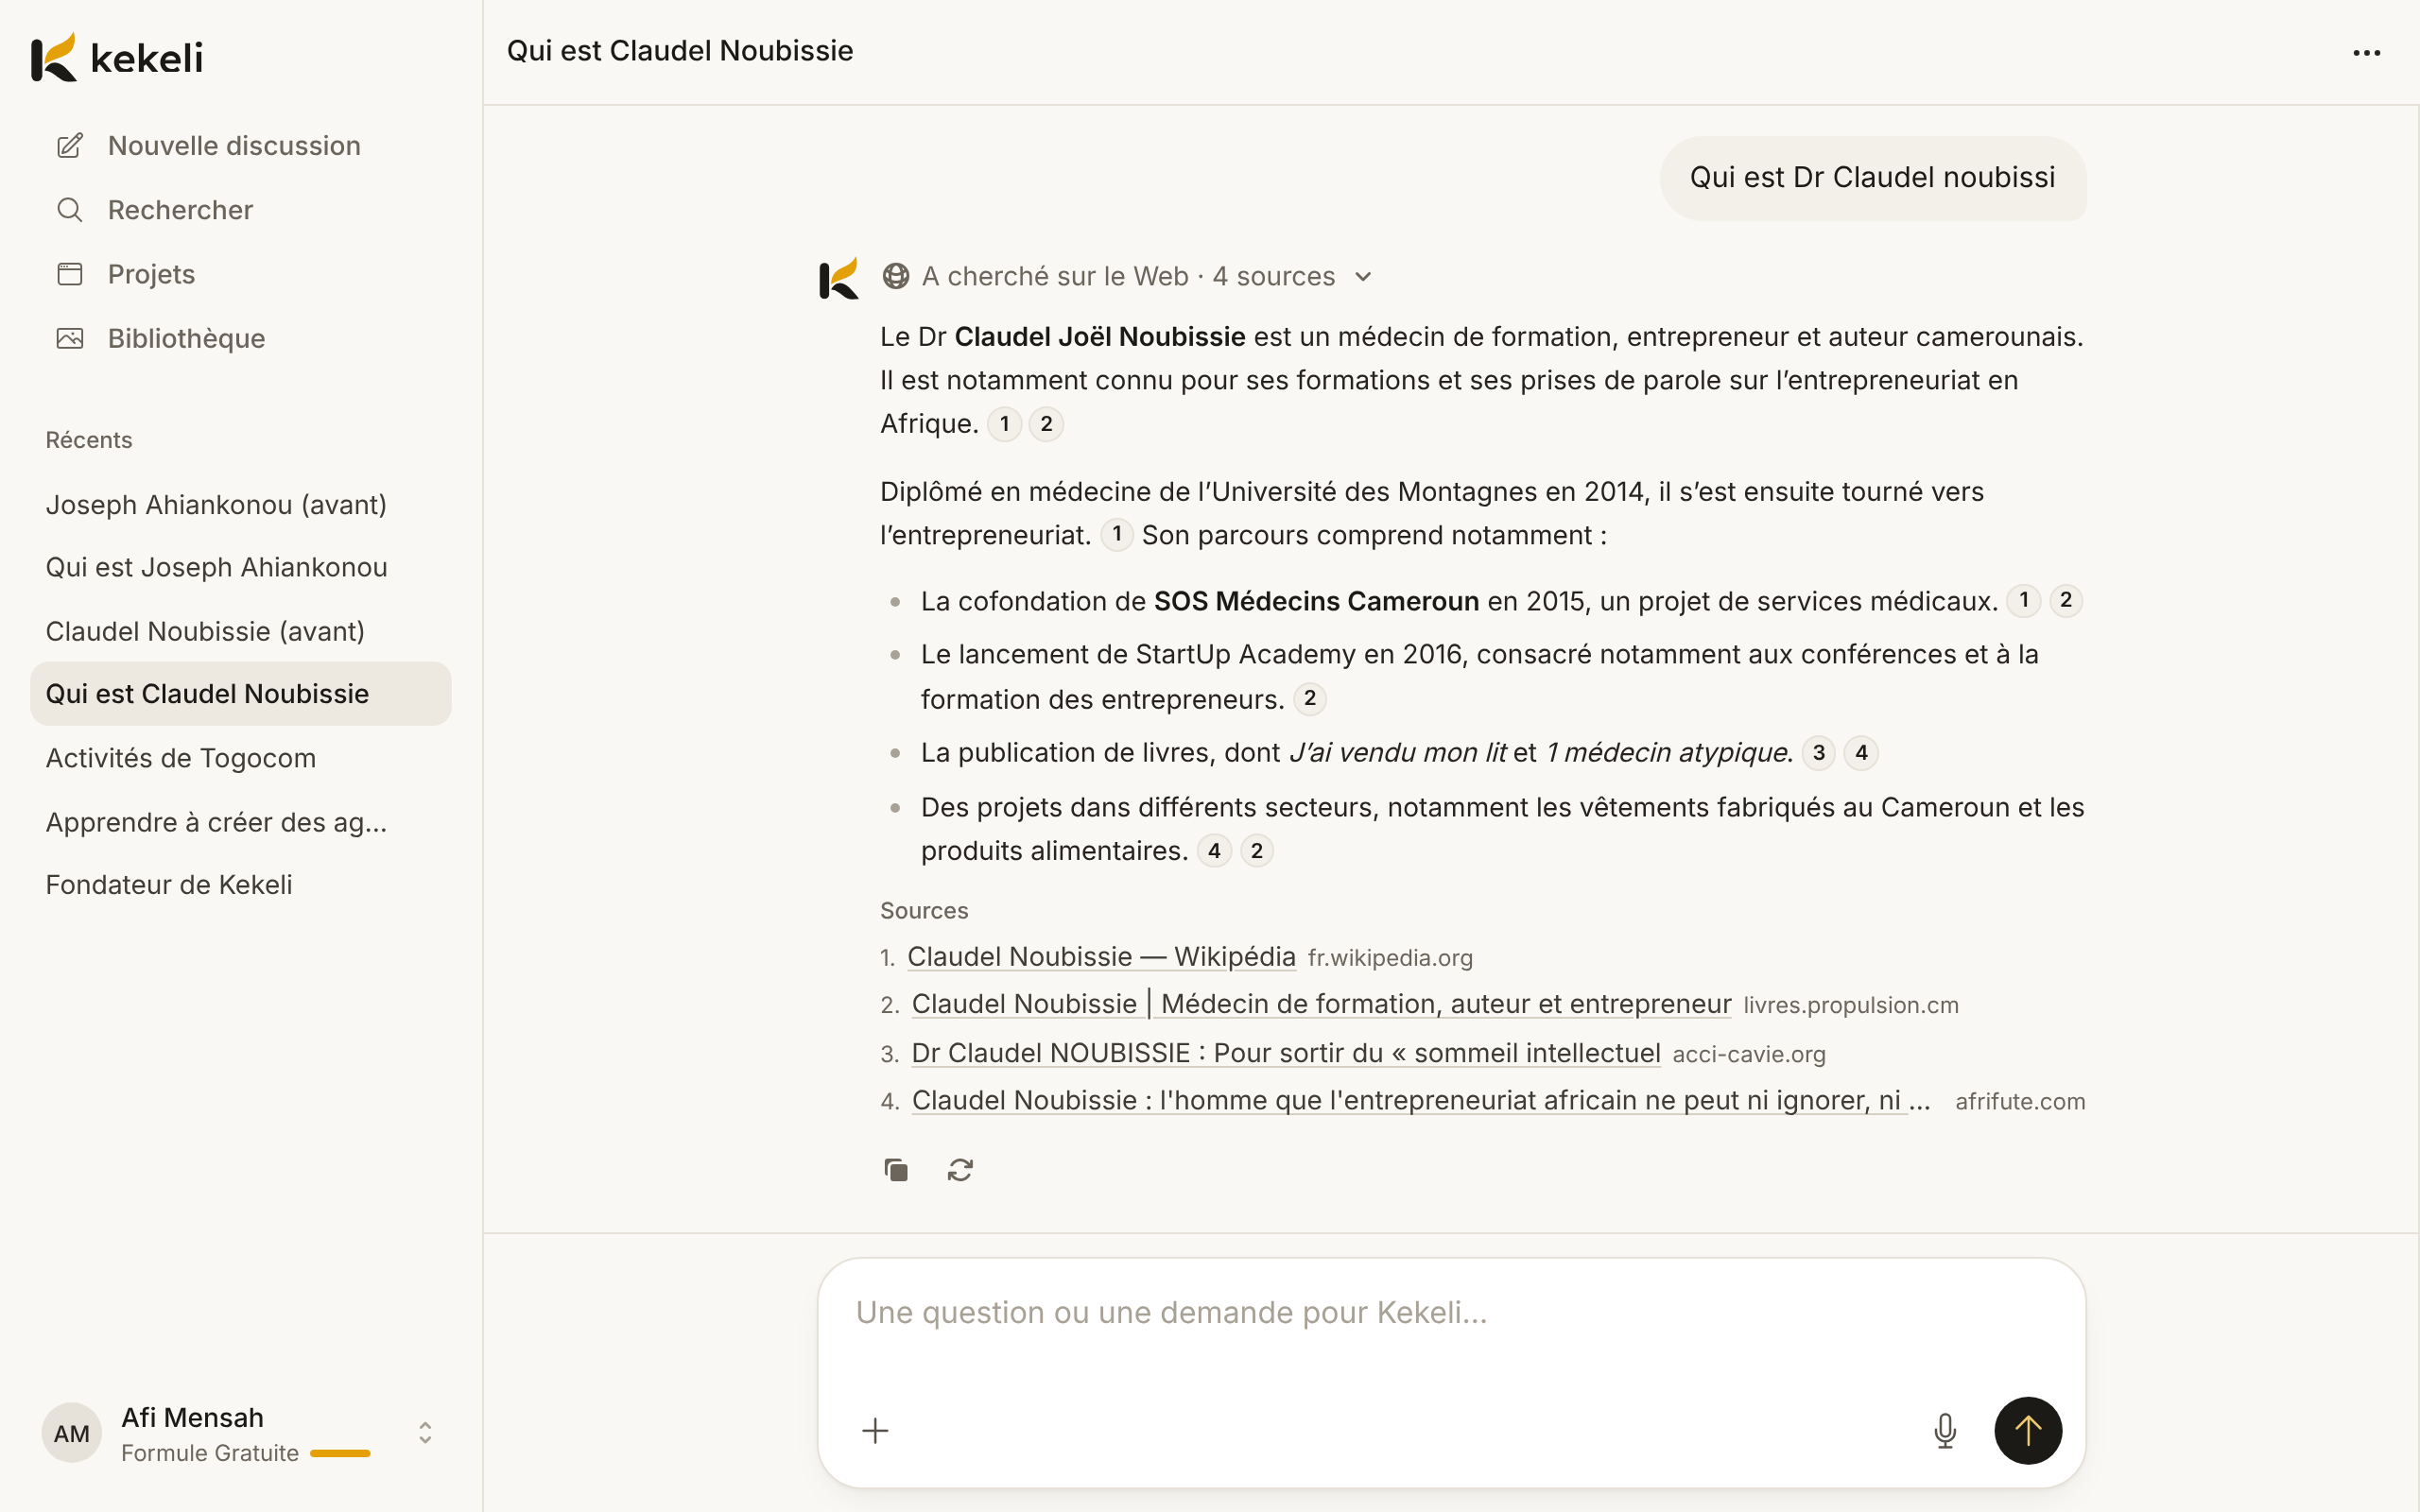 kekeli
Nouvelle discussion
Rechercher
Projets
Bibliothèque
Récents
Joseph Ahiankonou (avant)
Qui est Joseph Ahiankonou
Claudel Noubissie (avant)
Qui est Claudel Noubissie
Activités de Togocom
Apprendre à créer des ag...
Fondateur de Kekeli
AM
Afi Mensah
Formule Gratuite
Qui est Claudel Noubissie
Qui est Dr Claudel noubissi
A cherché sur le Web · 4 sources
Le Dr Claudel Joël Noubissie est un médecin de formation, entrepreneur et auteur camerounais.
Il est notamment connu pour ses formations et ses prises de parole sur l’entrepreneuriat en
Afrique. 1 2
Diplômé en médecine de l’Université des Montagnes en 2014, il s’est ensuite tourné vers
l’entrepreneuriat. 1 Son parcours comprend notamment :
• La cofondation de SOS Médecins Cameroun en 2015, un projet de services médicaux. 1 2
• Le lancement de StartUp Academy en 2016, consacré notamment aux conférences et à la
formation des entrepreneurs. 2
• La publication de livres, dont J’ai vendu mon lit et 1 médecin atypique. 3 4
• Des projets dans différents secteurs, notamment les vêtements fabriqués au Cameroun et les
produits alimentaires. 4 2
Sources
1. Claudel Noubissie — Wikipédia fr.wikipedia.org
2. Claudel Noubissie | Médecin de formation, auteur et entrepreneur livres.propulsion.cm
3. Dr Claudel NOUBISSIE : Pour sortir du « sommeil intellectuel acci-cavie.org
4. Claudel Noubissie : l'homme que l'entrepreneuriat africain ne peut ni ignorer, ni ... afrifute.com
Une question ou une demande pour Kekeli...